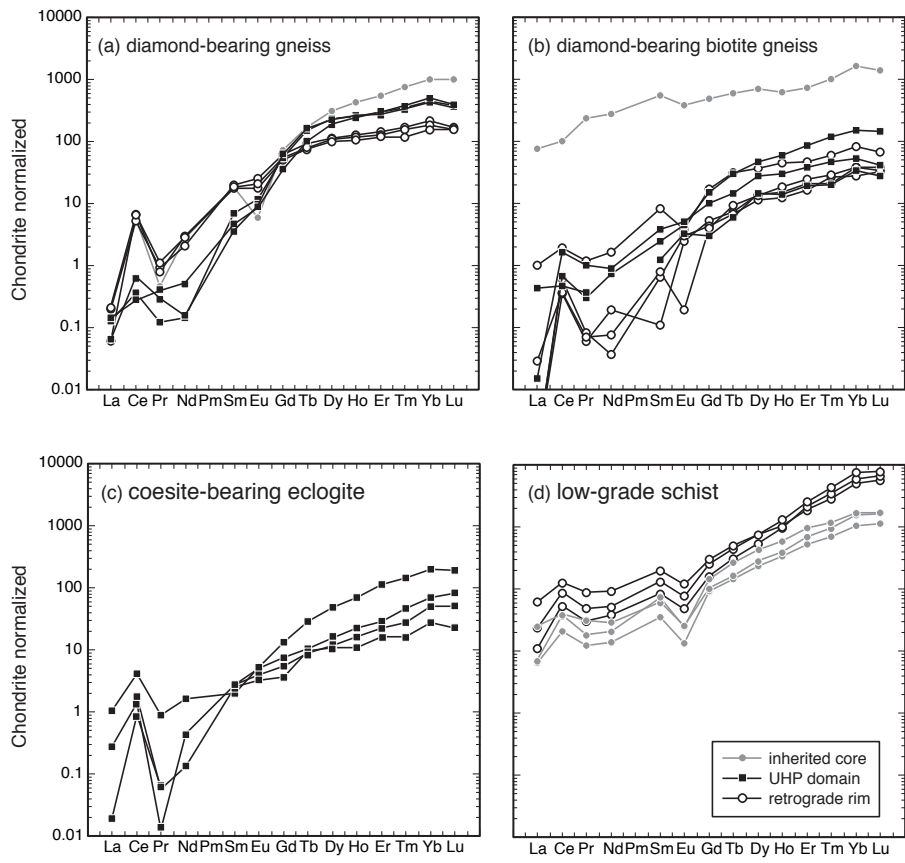 (a) diamond-bearing gneiss
Chondrite normalized
10000
1000
100
10
1
0.1
0.01
La Ce Pr Nd Pm Sm Eu Gd Tb Dy Ho Er Tm Yb Lu
(b) diamond-bearing biotite gneiss
La Ce Pr Nd Pm Sm Eu Gd Tb Dy Ho Er Tm Yb Lu
(c) coesite-bearing eclogite
Chondrite normalized
10000
1000
100
10
1
0.1
0.01
La Ce Pr Nd Pm Sm Eu Gd Tb Dy Ho Er Tm Yb Lu
(d) low-grade schist
inherited core
UHP domain
retrograde rim
La Ce Pr Nd Pm Sm Eu Gd Tb Dy Ho Er Tm Yb Lu